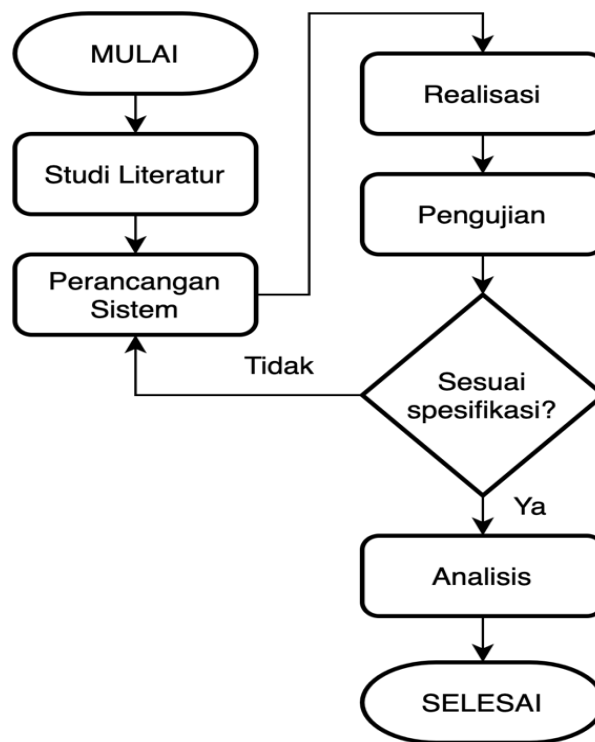 MULAI
Studi Literatur
Perancangan
Sistem
Realisasi
Pengujian
Sesuai
spesifikasi?
Tidak
Ya
Analisis
SELESAI